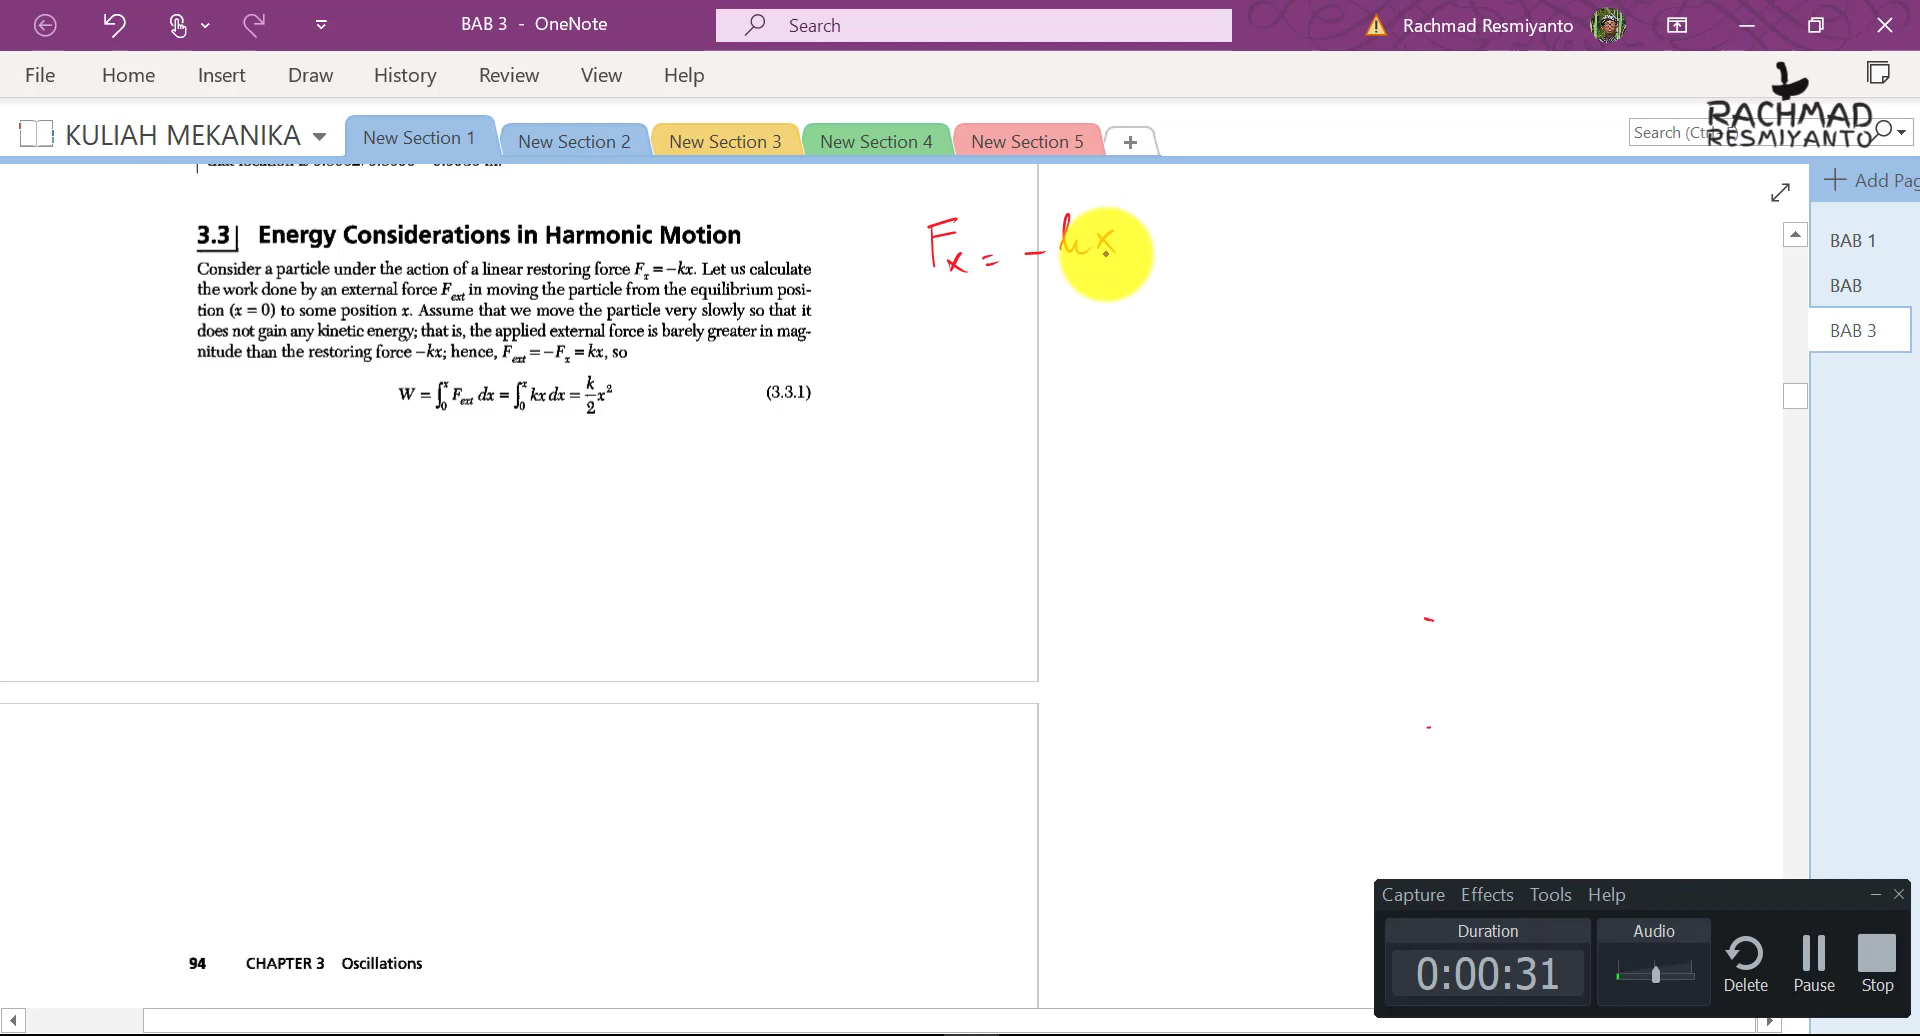 BAB 3 - OneNote
Search
Rachmad Resmiyanto
File Home Insert Draw History Review View Help
RACHMAD
RESMIYANTO
KULIAH MEKANIKA
New Section 1
New Section 2
New Section 3
New Section 4
New Section 5
+
Search (Ctrl+E)
Add Pag
BAB 1
BAB
BAB 3
3.3 Energy Considerations in Harmonic Motion
Consider a particle under the action of a linear restoring force Fₓ = −kx. Let us calculate
the work done by an external force F_ext in moving the particle from the equilibrium posi-
tion (x = 0) to some position x. Assume that we move the particle very slowly so that it
does not gain any kinetic energy; that is, the applied external force is barely greater in mag-
nitude than the restoring force −kx; hence, F_ext = −Fₓ = kx, so
W = ∫₀ˣ F_ext dx = ∫₀ˣ kx dx = k/2 x² (3.3.1)
Fₓ = −kx
94 CHAPTER 3 Oscillations
Capture Effects Tools Help
Duration
0:00:31
Audio
Delete
Pause
Stop